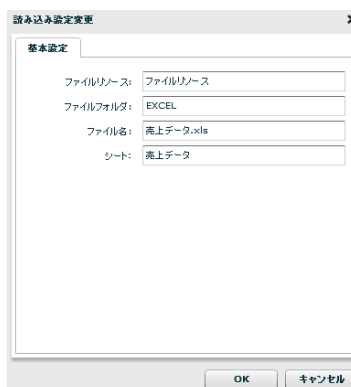 読み込み設定変更
基本設定
ファイルリソース: ファイルリソース
ファイルフォルダ: EXCEL
ファイル名: 売上データ.xls
シート: 売上データ
OK キャンセル